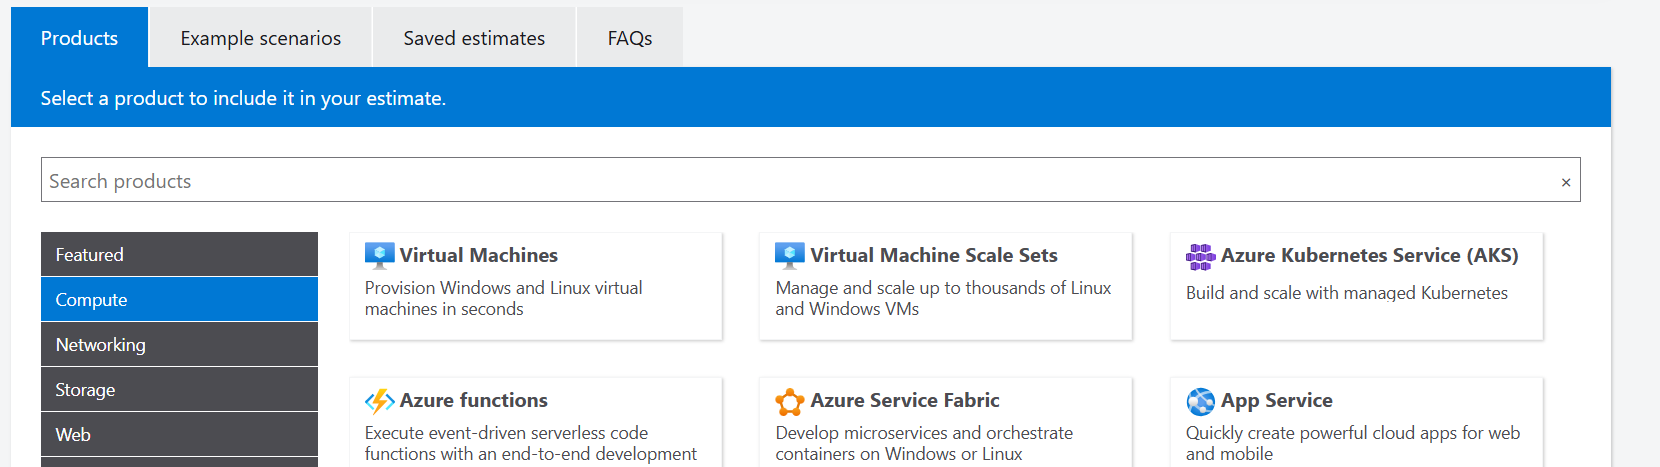 Products
Example scenarios
Saved estimates
FAQs
Select a product to include it in your estimate.
Search products
×
Featured
Compute
Networking
Storage
Web
Virtual Machines
Provision Windows and Linux virtual
machines in seconds
Virtual Machine Scale Sets
Manage and scale up to thousands of Linux
and Windows VMs
Azure Kubernetes Service (AKS)
Build and scale with managed Kubernetes
Azure functions
Execute event-driven serverless code
functions with an end-to-end development
Azure Service Fabric
Develop microservices and orchestrate
containers on Windows or Linux
App Service
Quickly create powerful cloud apps for web
and mobile